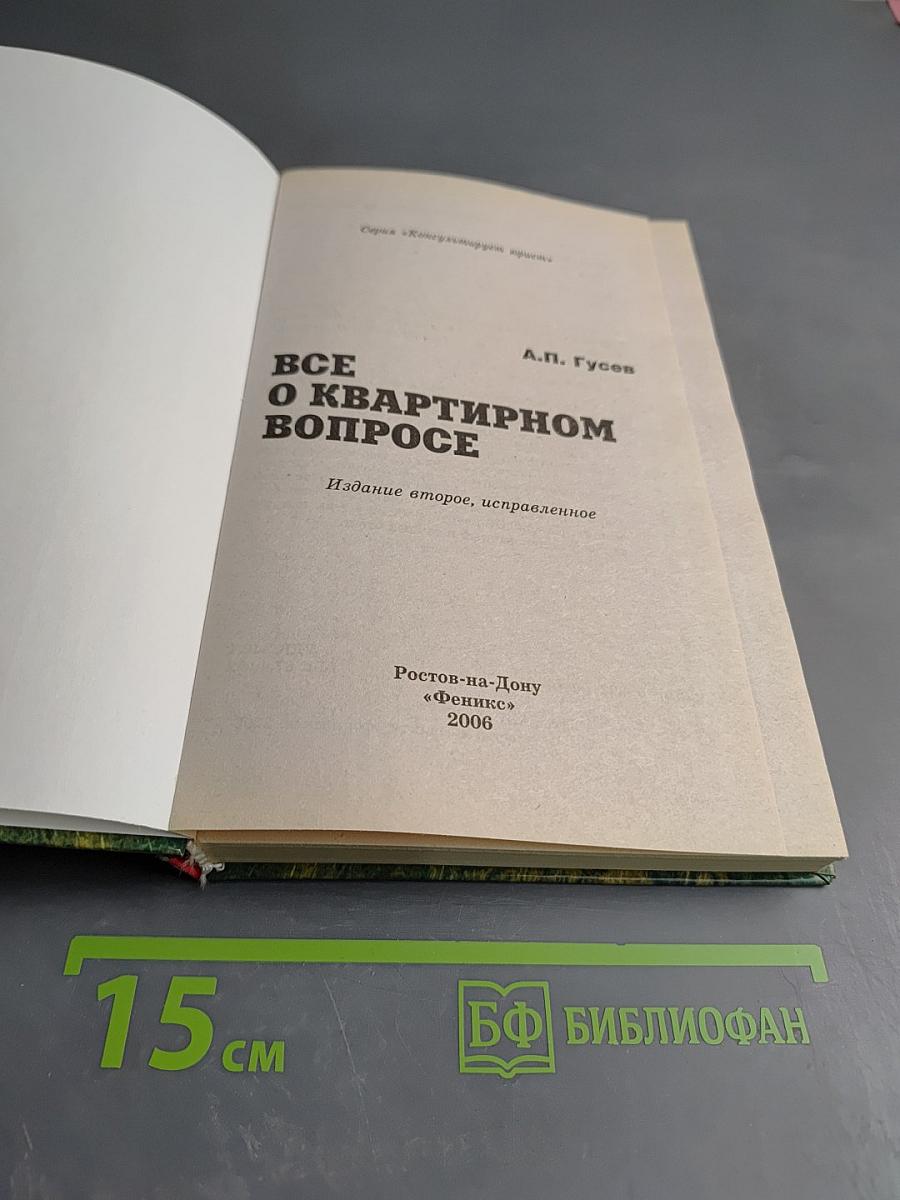 Серия «Консультирует юрист»
А.П. Гусев
ВСЕ
О КВАРТИРНОМ
ВОПРОСЕ
Издание второе, исправленное
Ростов-на-Дону
«Феникс»
2006
15 см
БФ БИБЛИОФАН